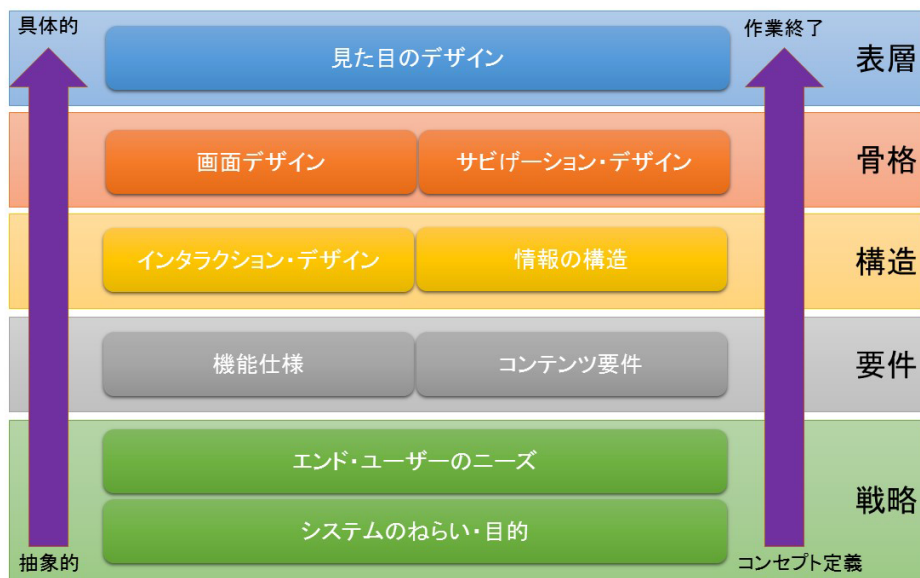 具体的
作業終了
見た目のデザイン
表層
画面デザイン
サビげーション・デザイン
骨格
インタラクション・デザイン
情報の構造
構造
機能仕様
コンテンツ要件
要件
エンド・ユーザーのニーズ
システムのねらい・目的
戦略
抽象的
コンセプト定義